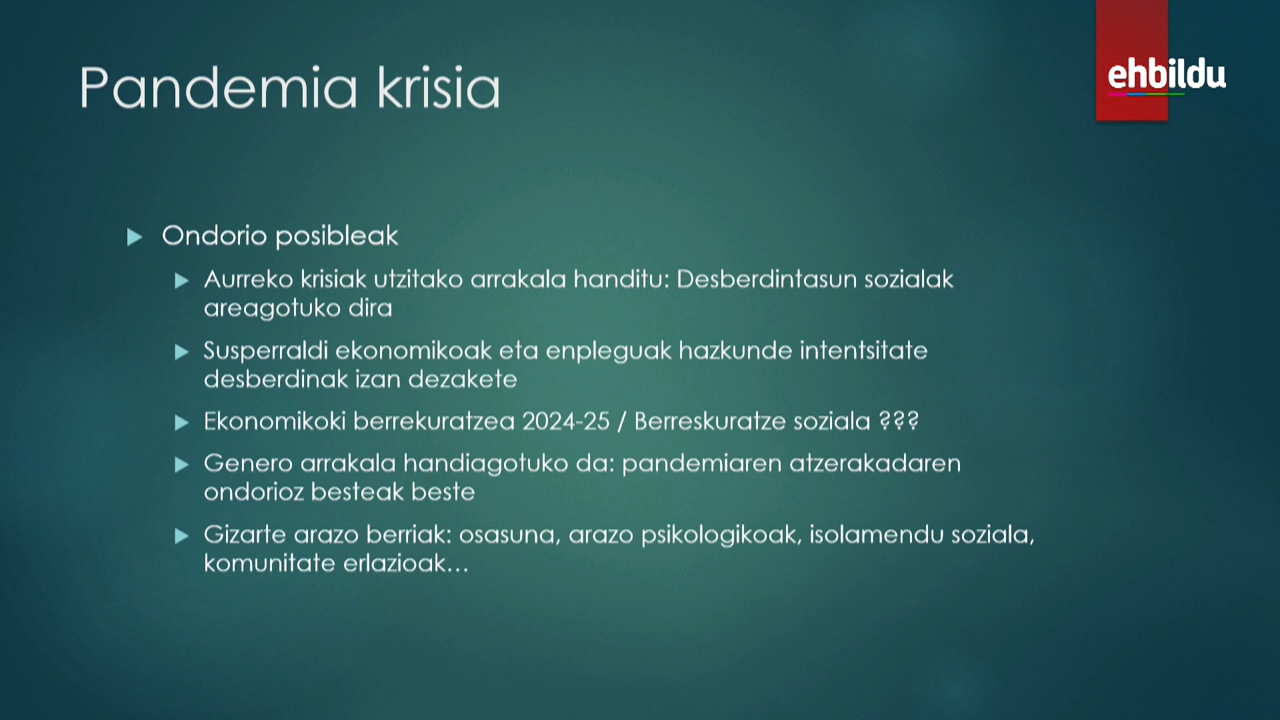 Pandemia krisia
ehbildu
Ondorio posibleak
Aurreko krisiak utzitako arrakala handitu: Desberdintasun sozialak
areagotuko dira
Susperraldi ekonomikoak eta enpleguak hazkunde intentsitate
desberdinak izan dezakete
Ekonomikoki berrekuratzea 2024-25 / Berreskuratze soziala ???
Genero arrakala handiagotuko da: pandemiaren atzerakadaren
ondorioz besteak beste
Gizarte arazo berriak: osasuna, arazo psikologikoak, isolamendu soziala,
komunitate erlazioak…